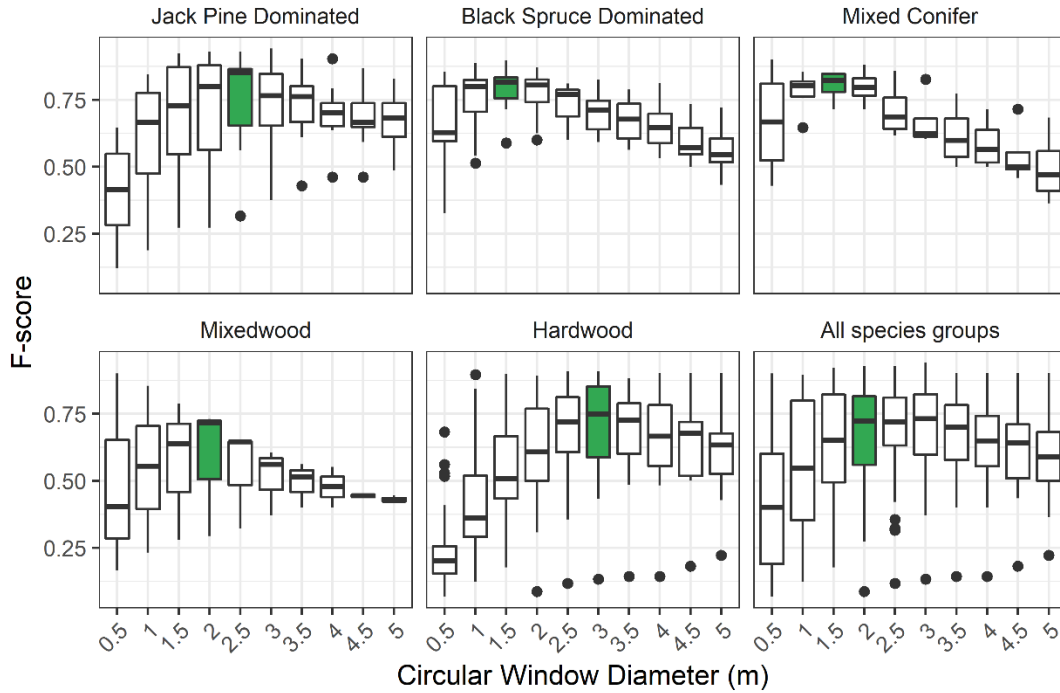 Jack Pine Dominated Black Spruce Dominated Mixed Conifer
0.75
0.50
0.25
F-score
Mixedwood Hardwood All species groups
0.75
0.50
0.25
0.5 1 1.5 2 2.5 3 3.5 4 4.5 5 0.5 1 1.5 2 2.5 3 3.5 4 4.5 5 0.5 1 1.5 2 2.5 3 3.5 4 4.5 5
Circular Window Diameter (m)